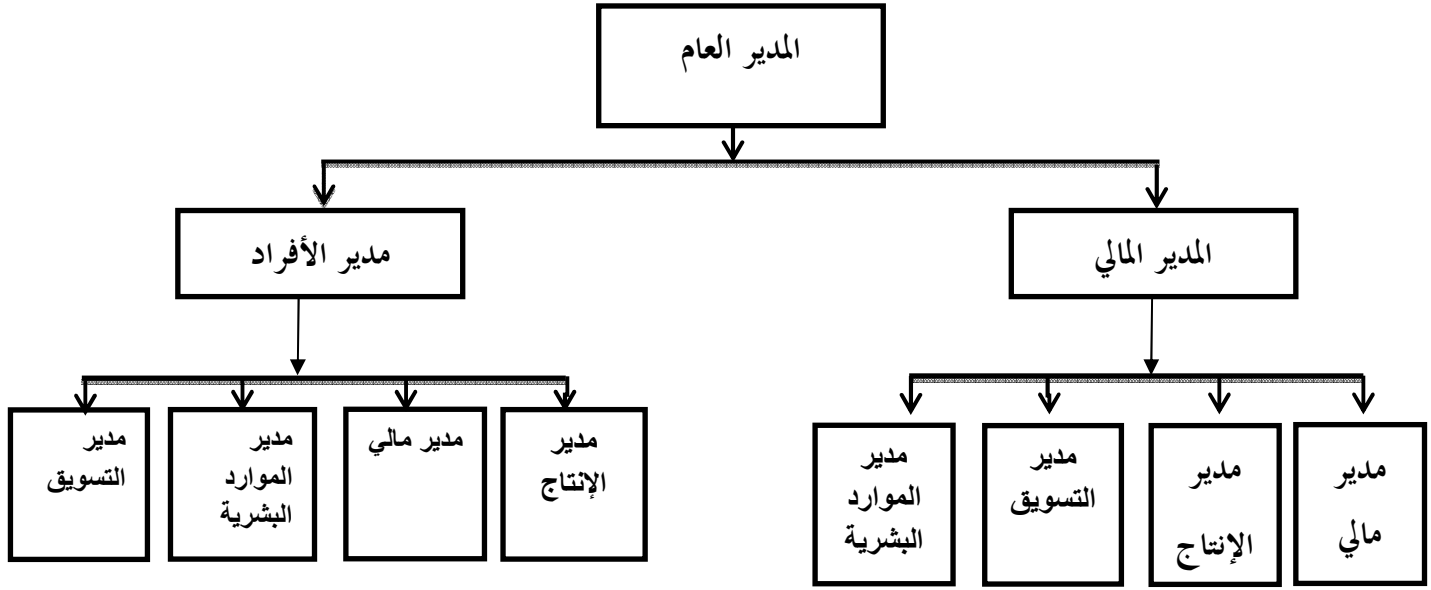 المدير العام
المدير المالي
مدير الأفراد
مدير
مالي
مدير
الإنتاج
مدير
التسويق
مدير
الموارد
البشرية
مدير
الإنتاج
مدير مالي
مدير
الموارد
البشرية
مدير
التسويق